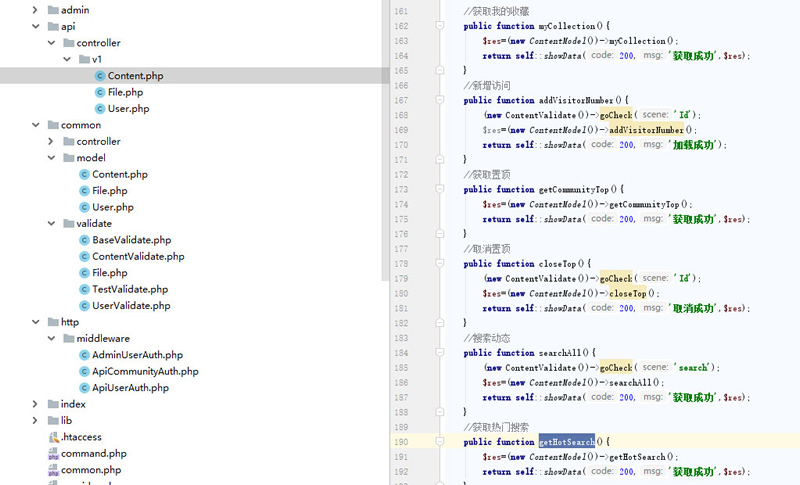 admin
api
controller
v1
Content.php
File.php
User.php
common
controller
model
Content.php
File.php
User.php
validate
BaseValidate.php
ContentValidate.php
File.php
TestValidate.php
UserValidate.php
http
middleware
AdminUserAuth.php
ApiCommunityAuth.php
ApiUserAuth.php
index
lib
.htaccess
command.php
common.php
161 //获取我的收藏
162 public function myCollection(){
163 $res=(new ContentModel())->myCollection();
164 return self::showData( code: 200, msg: '获取成功',$res);
165 }
166 //新增访问
167 public function addVisitorNumber(){
168 (new ContentValidate())->goCheck( scene: 'Id');
169 $res=(new ContentModel())->addVisitorNumber();
170 return self::showData( code: 200, msg: '加载成功');
171 }
172 //获取置顶
173 public function getCommunityTop(){
174 $res=(new ContentModel())->getCommunityTop();
175 return self::showData( code: 200, msg: '获取成功',$res);
176 }
177 //取消置顶
178 public function closeTop(){
179 (new ContentValidate())->goCheck( scene: 'Id');
180 $res=(new ContentModel())->closeTop();
181 return self::showData( code: 200, msg: '取消成功',$res);
182 }
183 //搜索动态
184 public function searchAll(){
185 (new ContentValidate())->goCheck( scene: 'search');
186 $res=(new ContentModel())->searchAll();
187 return self::showData( code: 200, msg: '获取成功',$res);
188 }
189 //获取热门搜索
190 public function getHotSearch(){
191 $res=(new ContentModel())->getHotSearch();
192 return self::showData( code: 200, msg: '获取成功',$res);